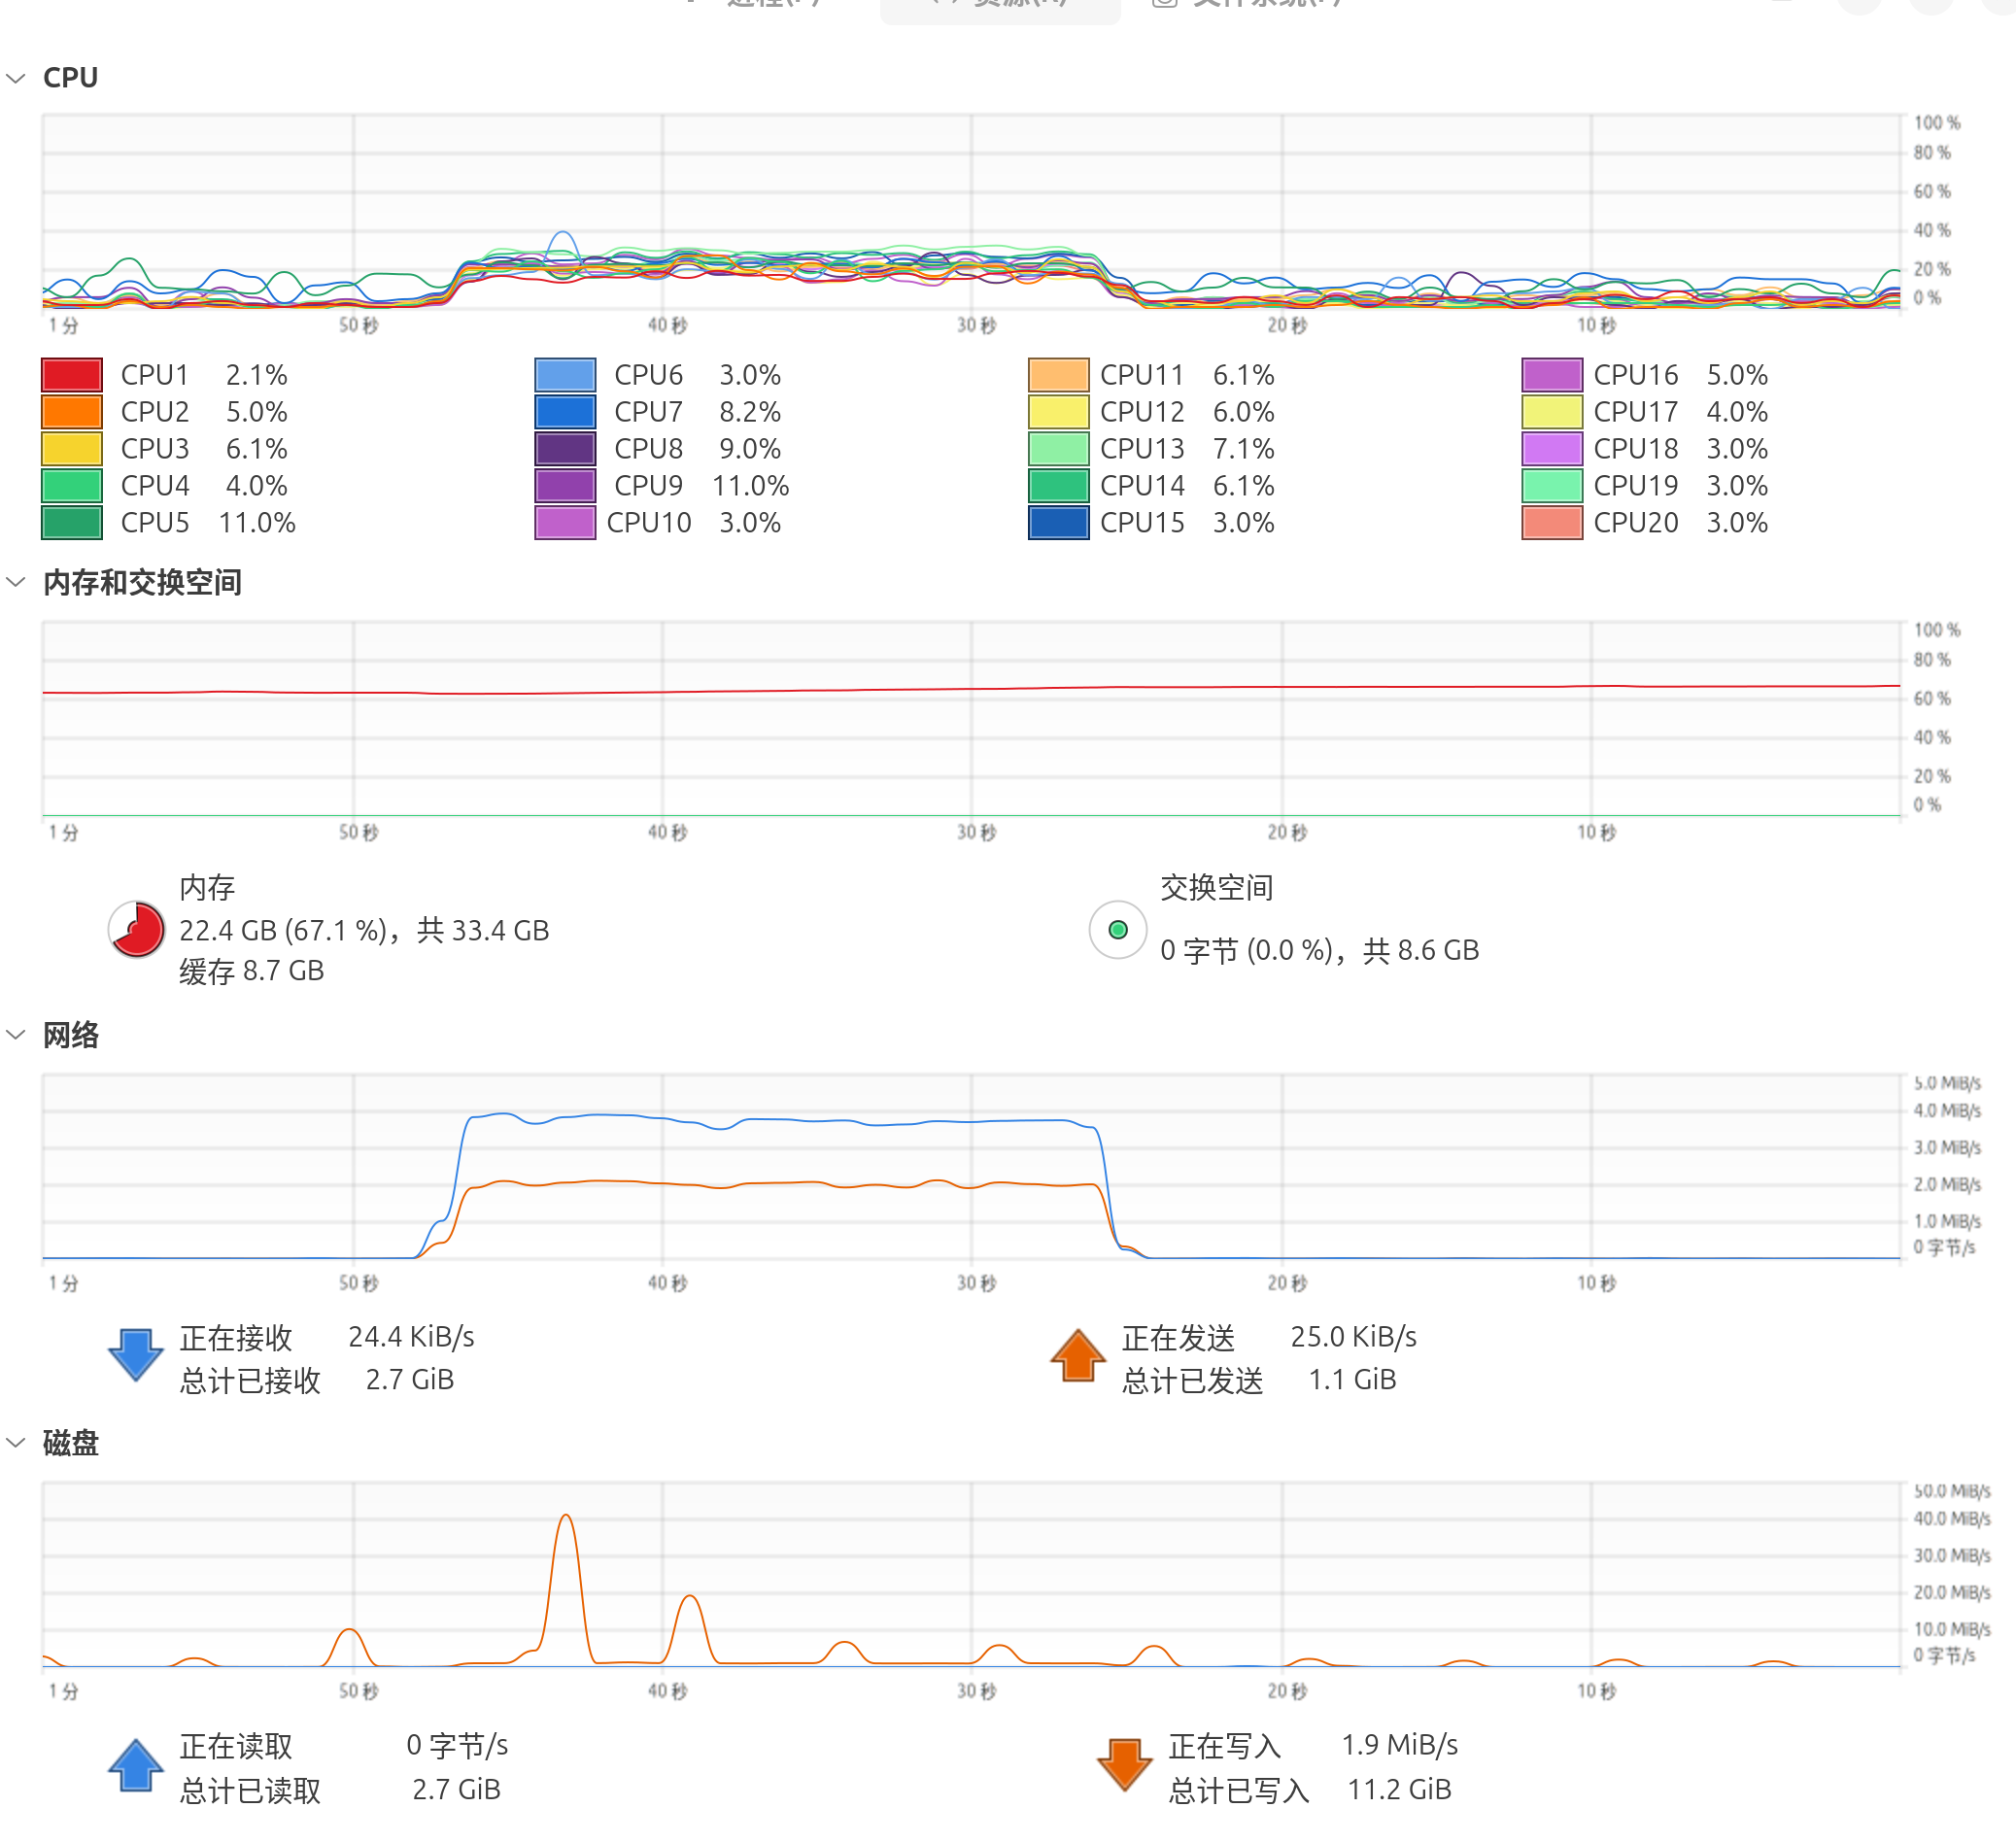 CPU
100 %
80 %
60 %
40 %
20 %
0 %
1 分 50 秒 40 秒 30 秒 20 秒 10 秒
CPU1 2.1% CPU6 3.0% CPU11 6.1% CPU16 5.0%
CPU2 5.0% CPU7 8.2% CPU12 6.0% CPU17 4.0%
CPU3 6.1% CPU8 9.0% CPU13 7.1% CPU18 3.0%
CPU4 4.0% CPU9 11.0% CPU14 6.1% CPU19 3.0%
CPU5 11.0% CPU10 3.0% CPU15 3.0% CPU20 3.0%
内存和交换空间
100 %
80 %
60 %
40 %
20 %
0 %
1 分 50 秒 40 秒 30 秒 20 秒 10 秒
内存 交换空间
22.4 GB (67.1 %)，共 33.4 GB 0 字节 (0.0 %)，共 8.6 GB
缓存 8.7 GB
网络
5.0 MiB/s
4.0 MiB/s
3.0 MiB/s
2.0 MiB/s
1.0 MiB/s
0 字节/s
1 分 50 秒 40 秒 30 秒 20 秒 10 秒
正在接收 24.4 KiB/s 正在发送 25.0 KiB/s
总计已接收 2.7 GiB 总计已发送 1.1 GiB
磁盘
50.0 MiB/s
40.0 MiB/s
30.0 MiB/s
20.0 MiB/s
10.0 MiB/s
0 字节/s
1 分 50 秒 40 秒 30 秒 20 秒 10 秒
正在读取 0 字节/s 正在写入 1.9 MiB/s
总计已读取 2.7 GiB 总计已写入 11.2 GiB